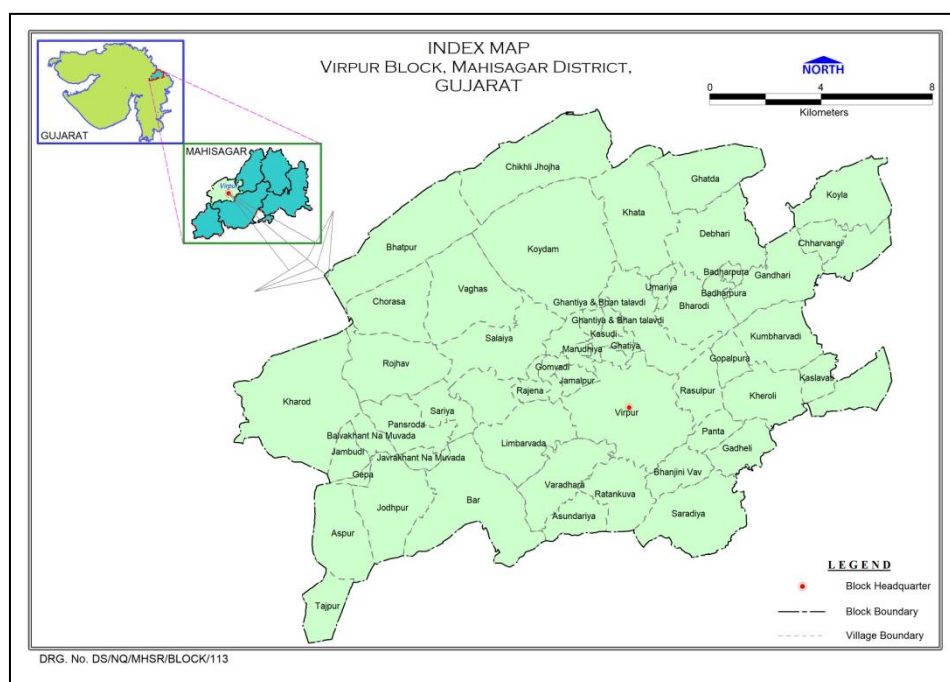 INDEX MAP
VIRPUR BLOCK, MAHISAGAR DISTRICT,
GUJARAT
NORTH
0 4 8
Kilometers
GUJARAT
MAHISAGAR
Virpur
Chikhli Jhojha
Ghatda
Koyla
Khata
Debhari
Chharvangi
Bhatpur
Koydam
Badharpura
Gandhari
Umariya
Badharpura
Vaghas
Chorasa
Ghantiya & Bhan talavdi
Bharodi
Ghantiya & Bhan talavdi
Kasudi
Salaiya
Kumbharvadi
Marudhiya
Ghatiya
Gopalpura
Rojhav
Gomvadi
Jamalpur
Kaslavas
Rajena
Rasulpur
Kheroli
Kharod
Sariya
Virpur
Pansroda
Panta
Balvakhant Na Muvada
Limbarvada
Gadheli
Jambudi
Javrakhant Na Muvada
Gepa
Bhanjini Vav
Varadhara
Ratankuva
Bar
Jodhpur
Asundariya
Saradiya
Aspur
Tajpur
LEGEND
Block Headquarter
Block Boundary
Village Boundary
DRG. No. DS/NQ/MHSR/BLOCK/113